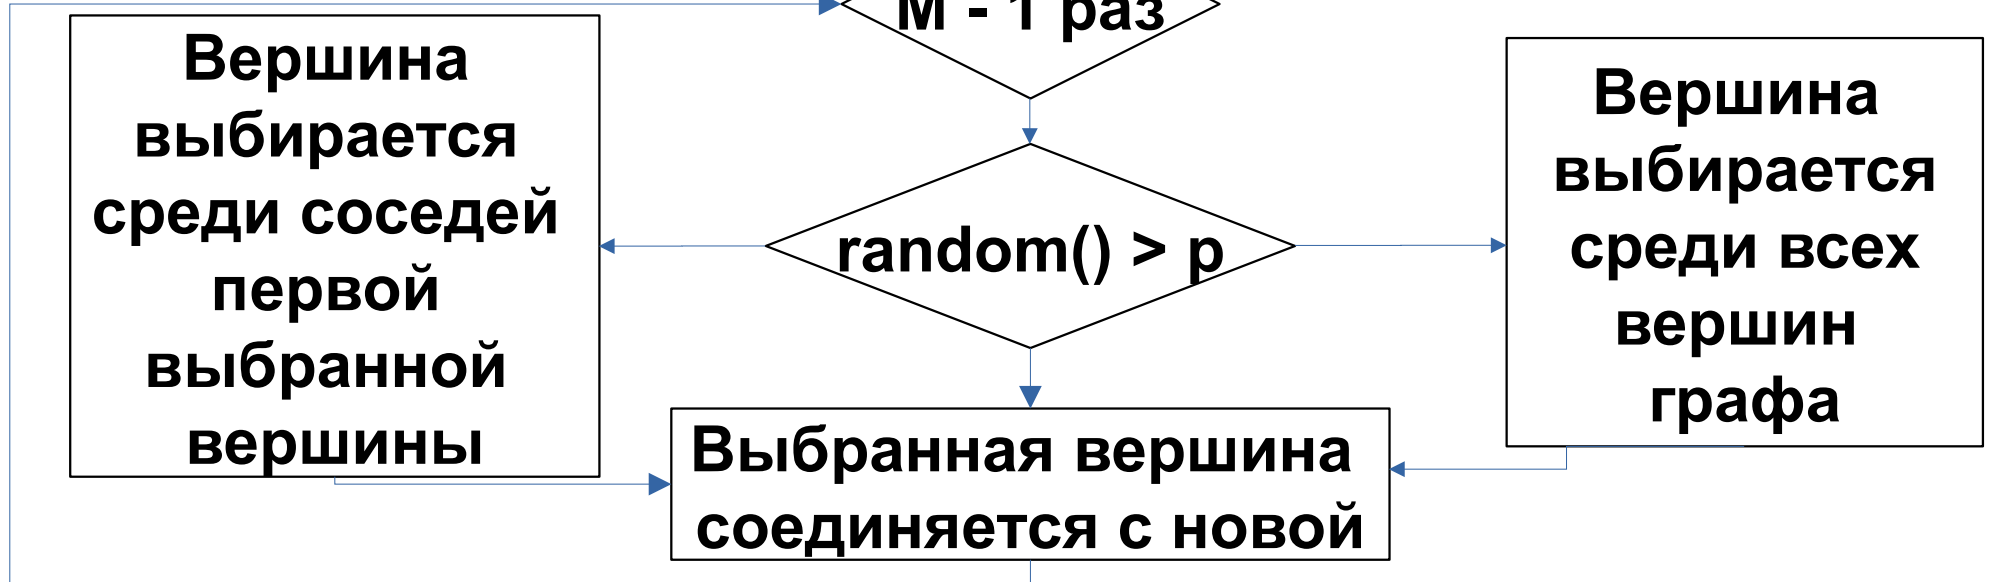 М - 1 раз
Вершина
выбирается
среди соседей
первой
выбранной
вершины
random() > p
Вершина
выбирается
среди всех
вершин
графа
Выбранная вершина
соединяется с новой